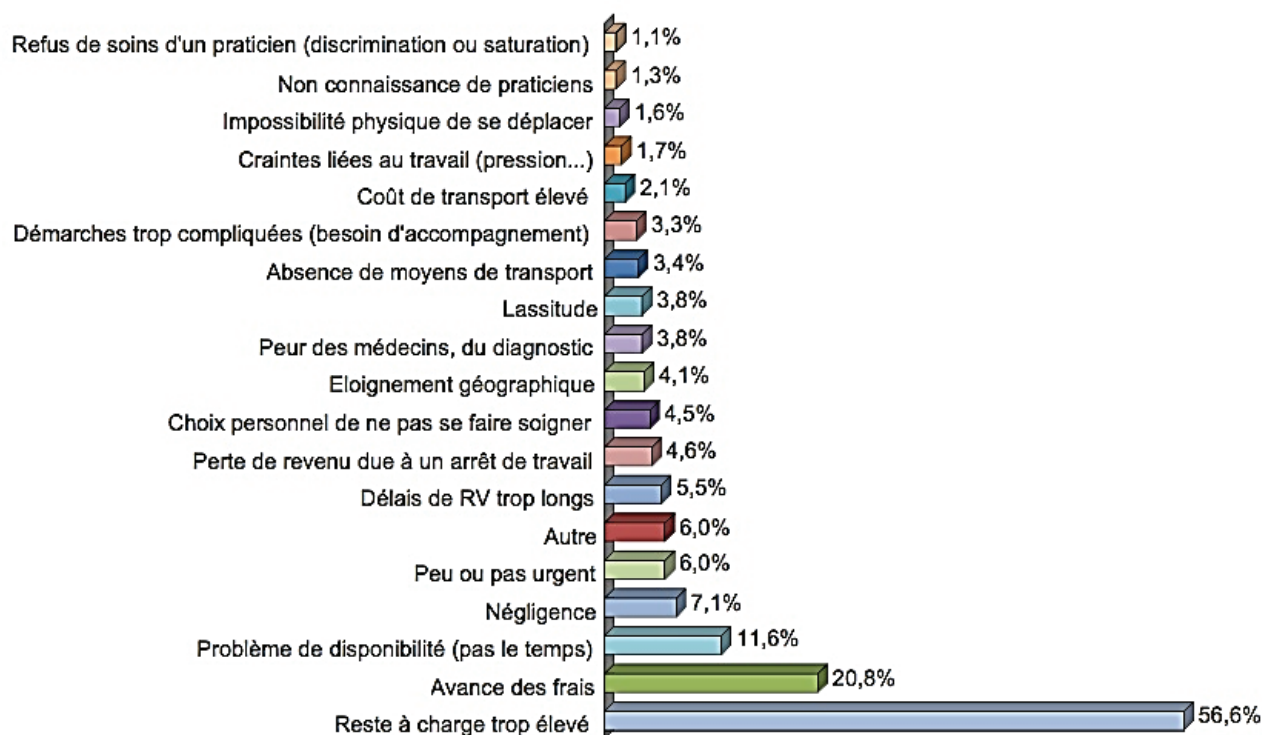 Refus de soins d'un praticien (discrimination ou saturation) 1,1%
Non connaissance de praticiens 1,3%
Impossibilité physique de se déplacer 1,6%
Craintes liées au travail (pression...) 1,7%
Coût de transport élevé 2,1%
Démarches trop compliquées (besoin d'accompagnement) 3,3%
Absence de moyens de transport 3,4%
Lassitude 3,8%
Peur des médecins, du diagnostic 3,8%
Eloignement géographique 4,1%
Choix personnel de ne pas se faire soigner 4,5%
Perte de revenu due à un arrêt de travail 4,6%
Délais de RV trop longs 5,5%
Autre 6,0%
Peu ou pas urgent 6,0%
Négligence 7,1%
Problème de disponibilité (pas le temps) 11,6%
Avance des frais 20,8%
Reste à charge trop élevé 56,6%